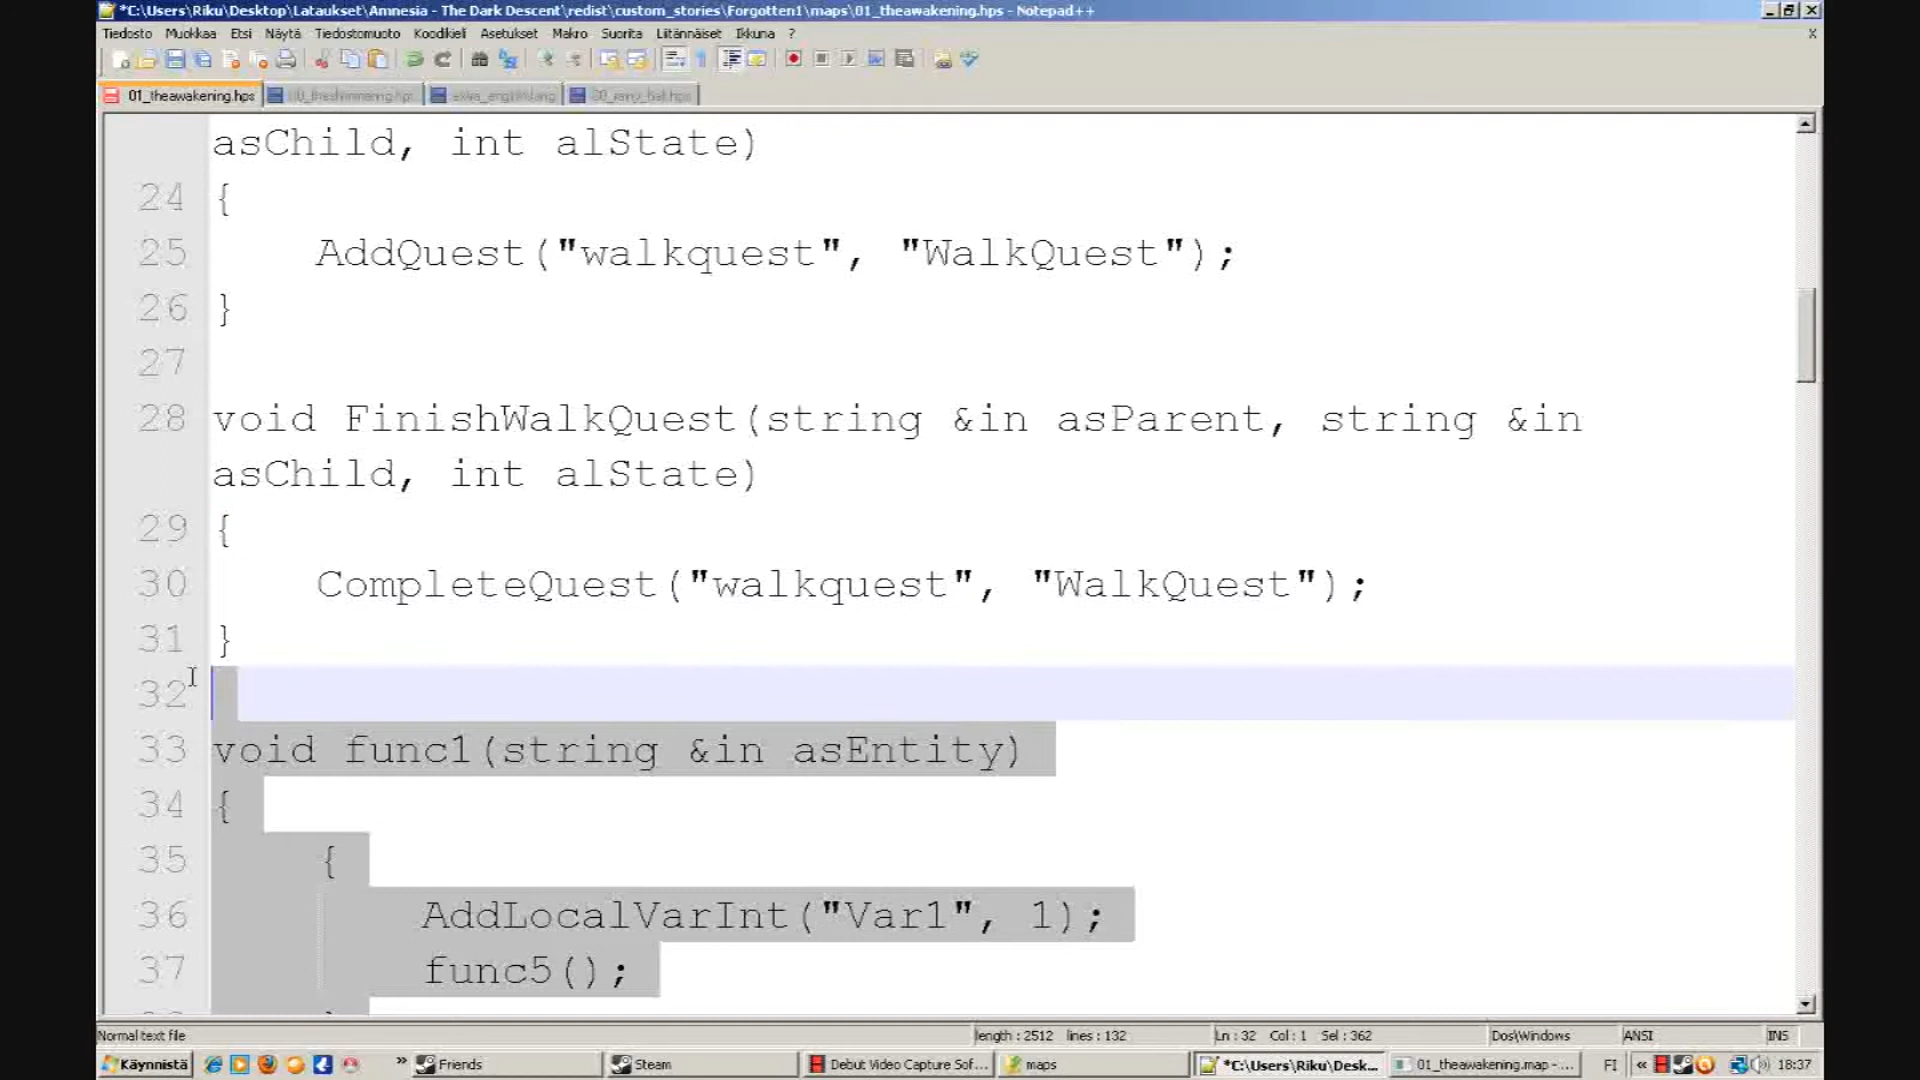 *C:\Users\Riku\Desktop\Lataukset\Amnesia - The Dark Descent\redist\custom_stories\Forgotten1\maps\01_theawakening.hps - Notepad++
Tiedosto Muokkaa Etsi Näytä Tiedostomuoto Koodikieli Asetukset Makro Suorita Liitännäiset Ikkuna ? X
01_theawakening.hps
asChild, int alState)
24 {
25 AddQuest("walkquest", "WalkQuest");
26 }
27
28 void FinishWalkQuest(string &in asParent, string &in
asChild, int alState)
29 {
30 CompleteQuest("walkquest", "WalkQuest");
31 }
32
33 void func1(string &in asEntity)
34 {
35 {
36 AddLocalVarInt("Var1", 1);
37 func5();
Normal text file length : 2512 lines : 132 Ln : 32 Col : 1 Sel : 362 Dos\Windows ANSI INS
Käynnistä » Friends Steam Debut Video Capture Sof... maps *C:\Users\Riku\Desk... 01_theawakening.map - ... FI « 18:37